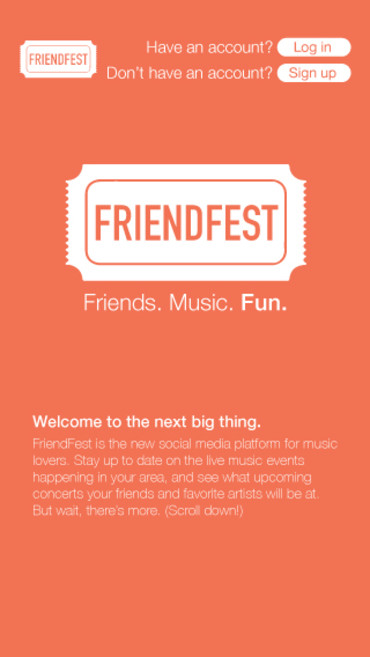 FRIENDFEST
Have an account? Log in
Don't have an account? Sign up
FRIENDFEST
Friends. Music. Fun.
Welcome to the next big thing.
FriendFest is the new social media platform for music
lovers. Stay up to date on the live music events
happening in your area, and see what upcoming
concerts your friends and favorite artists will be at.
But wait, there's more. (Scroll down!)